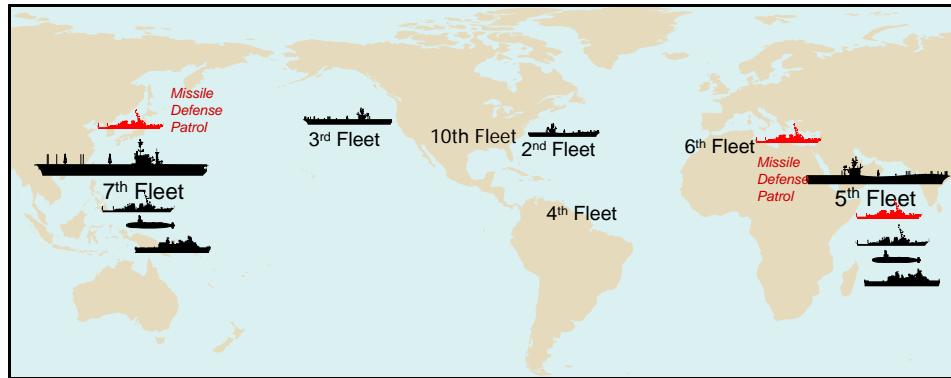 Missile
Defense
Patrol
3rd Fleet
10th Fleet
2nd Fleet
6th Fleet
Missile
Defense
Patrol
7th Fleet
5th Fleet
4th Fleet